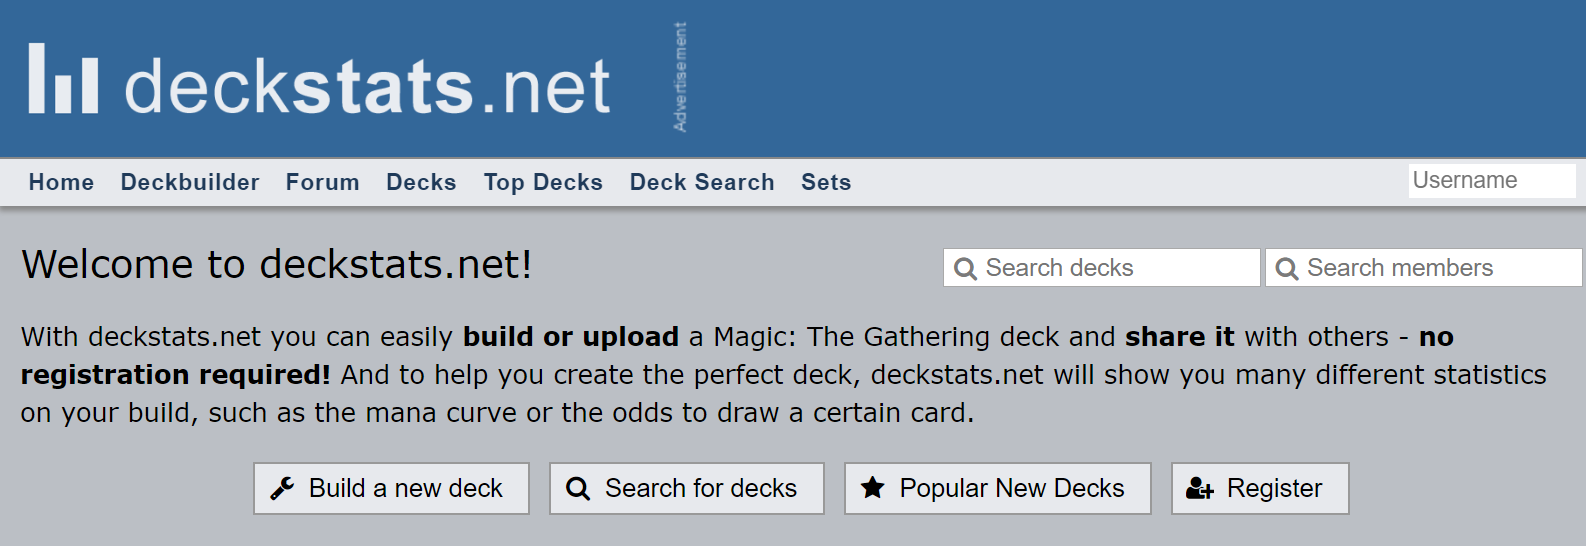 deckstats.net
Advertisement
Home Deckbuilder Forum Decks Top Decks Deck Search Sets Username
Welcome to deckstats.net! Search decks Search members
With deckstats.net you can easily build or upload a Magic: The Gathering deck and share it with others - no
registration required! And to help you create the perfect deck, deckstats.net will show you many different statistics
on your build, such as the mana curve or the odds to draw a certain card.
Build a new deck Search for decks Popular New Decks Register